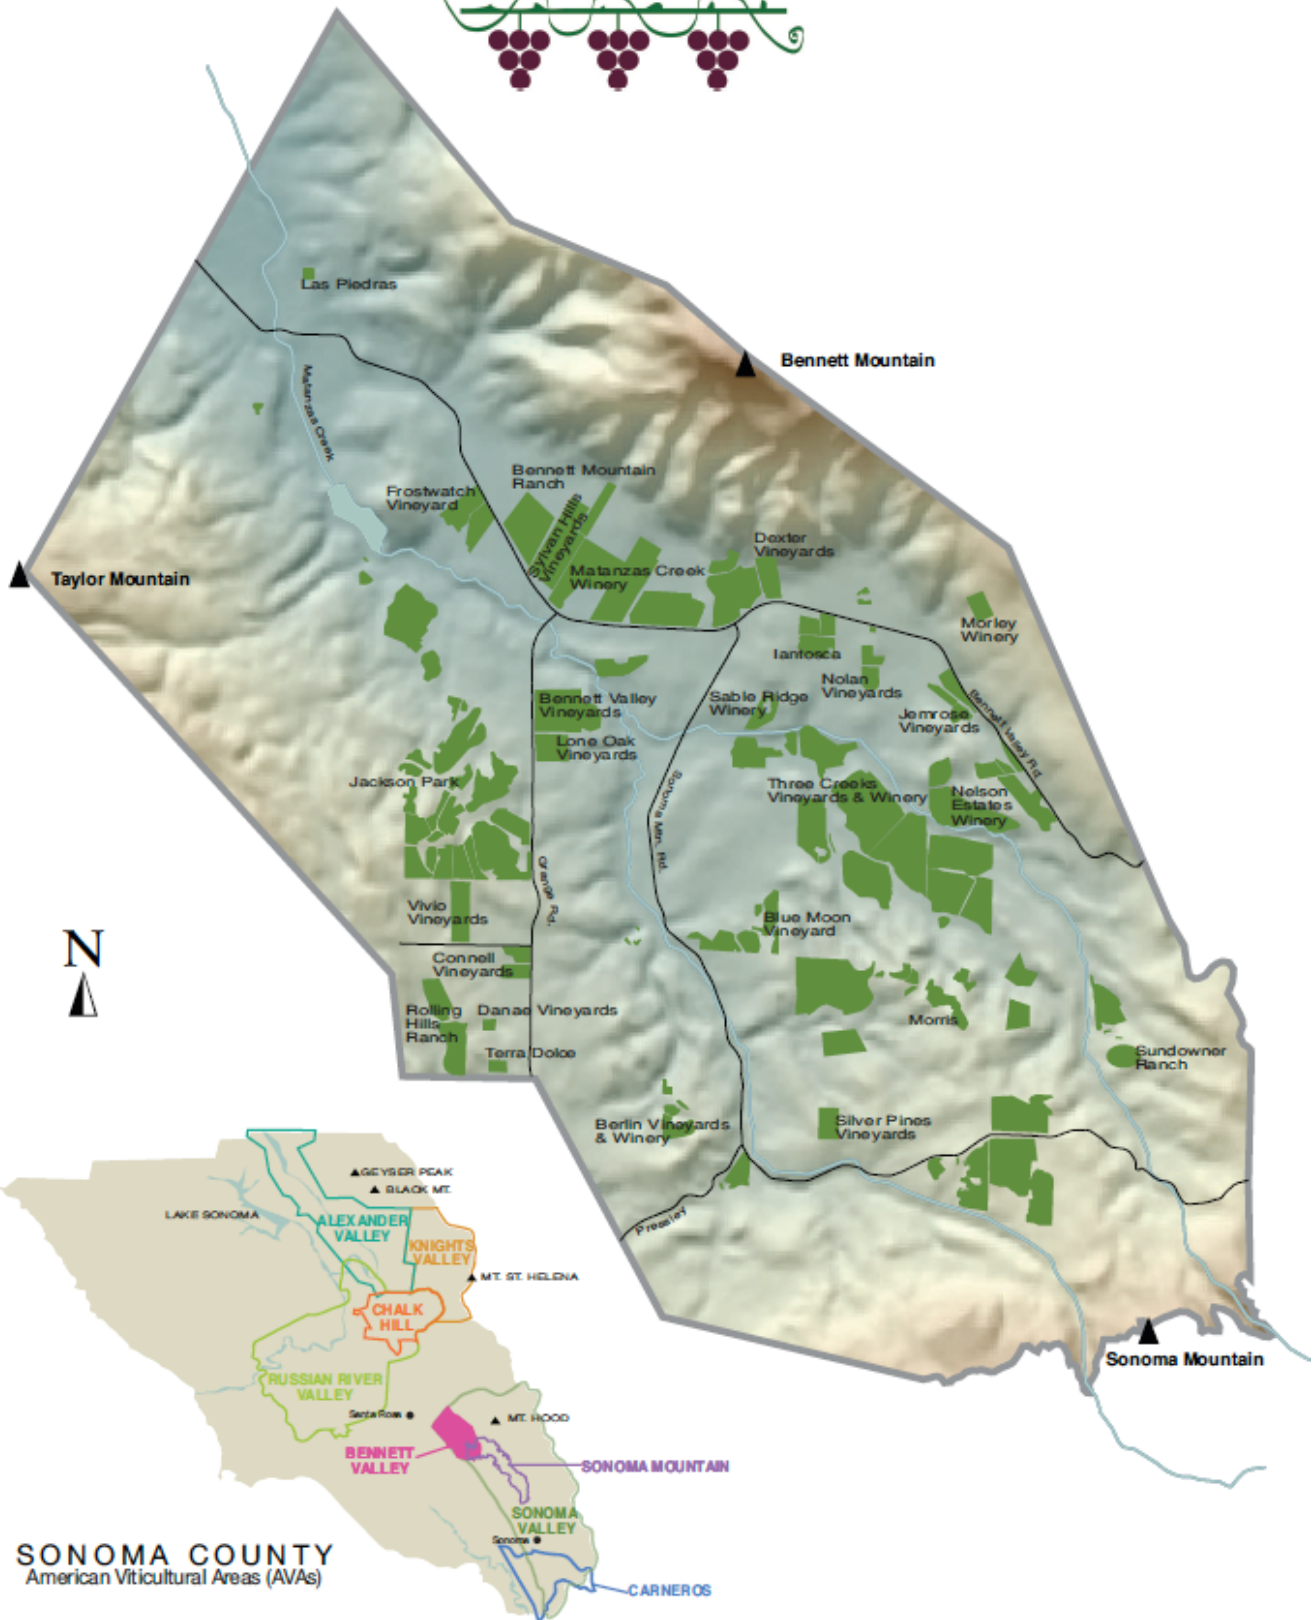 Las Piedras
Bennett Mountain
Matanzas Creek
Bennett Mountain
Ranch
Frostwatch
Vineyard
Sylvan Hills
Vineyards
Dexter
Vineyards
Matanzas Creek
Winery
Taylor Mountain
Morley
Winery
Iantosca
Nolan
Vineyards
Bennett Valley
Vineyards
Sable Ridge
Winery
Jemrose
Vineyards
Bennett Valley Rd.
Lone Oak
Vineyards
Jackson Park
Sonoma Mtn. Rd.
Three Creeks
Vineyards & Winery
Nelson
Estates
Winery
Grange Rd.
Vivio
Vineyards
Blue Moon
Vineyard
N
Connell
Vineyards
Rolling
Hills
Ranch
Danae Vineyards
Morris
Terra Dolce
Sundowner
Ranch
Berlin Vineyards
& Winery
Silver Pines
Vineyards
Pressley
Sonoma Mountain
GEYSER PEAK
BLACK MT.
LAKE SONOMA
ALEXANDER
VALLEY
KNIGHTS
VALLEY
MT. ST. HELENA
CHALK
HILL
RUSSIAN RIVER
VALLEY
Santa Rosa
MT. HOOD
BENNETT
VALLEY
SONOMA MOUNTAIN
SONOMA
VALLEY
Sonoma
CARNEROS
SONOMA COUNTY
American Viticultural Areas (AVAs)